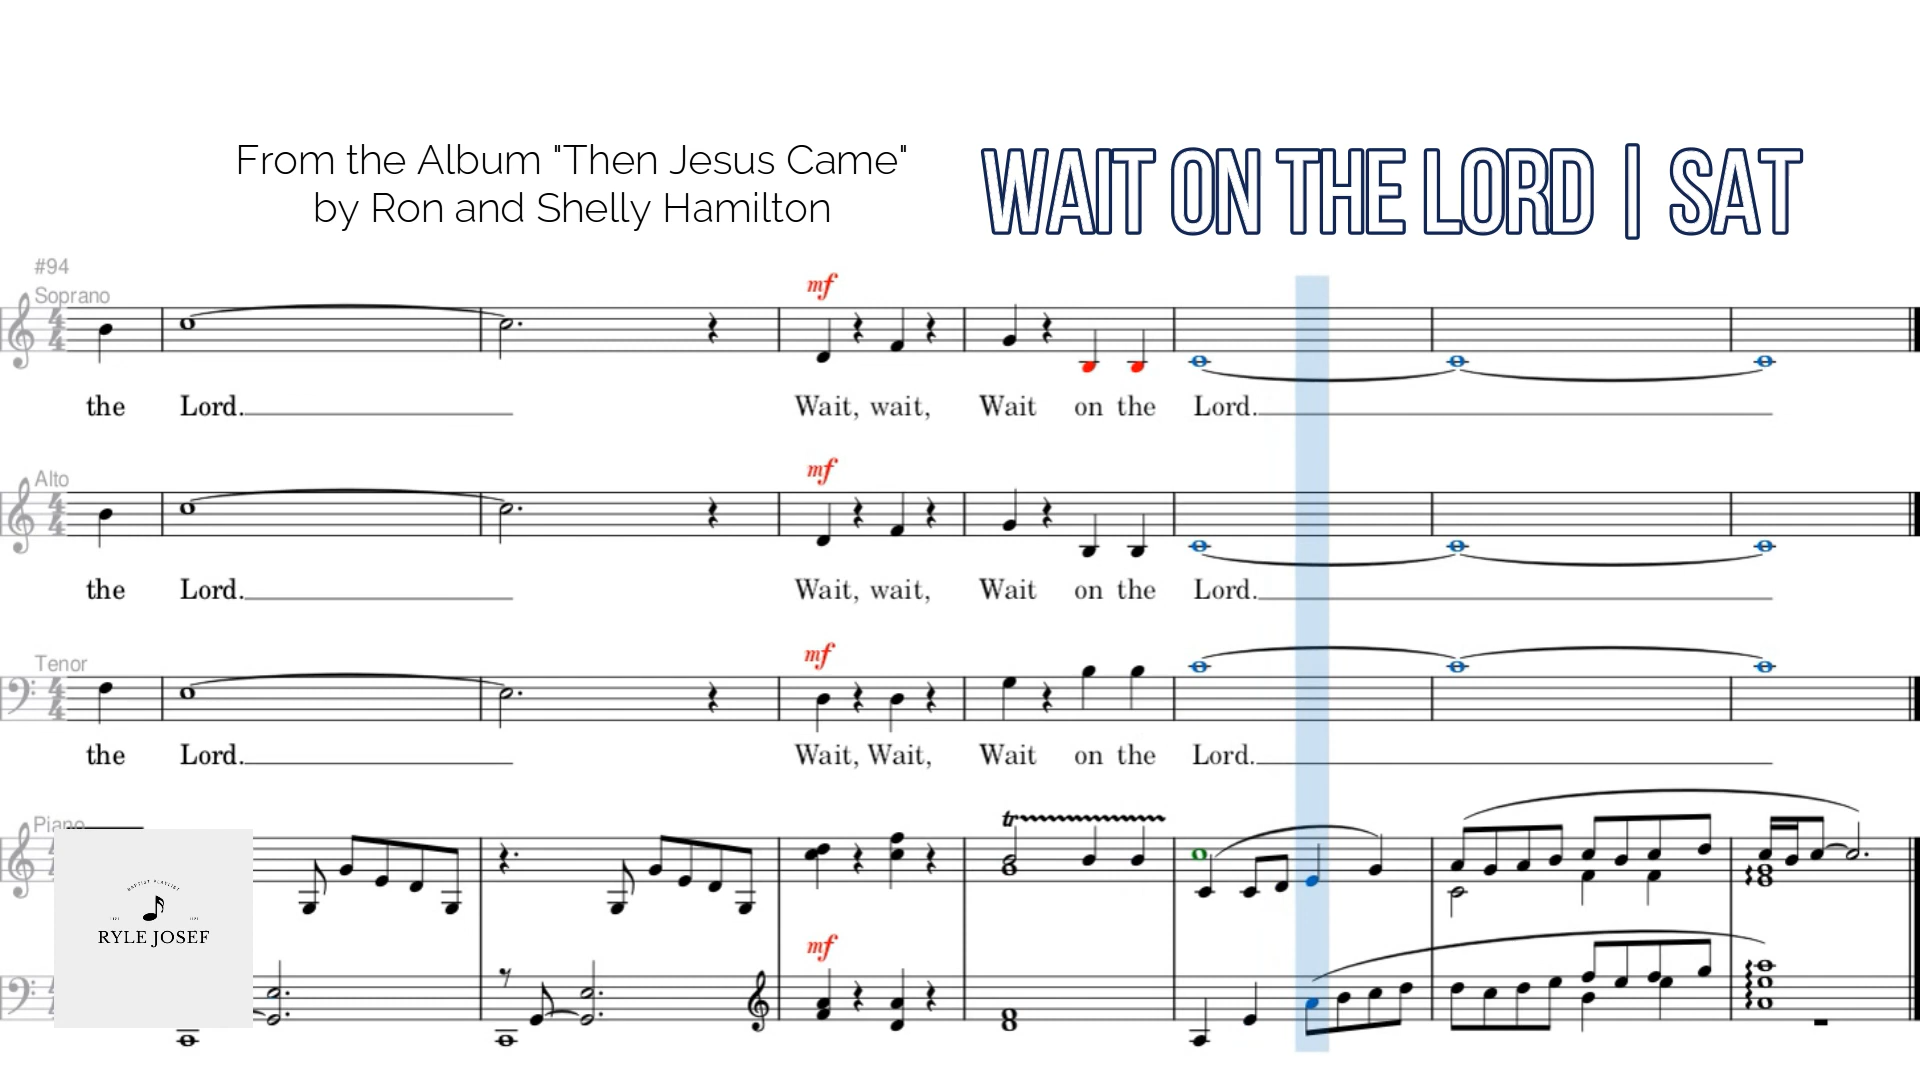 From the Album "Then Jesus Came"
by Ron and Shelly Hamilton
WAIT ON THE LORD | SAT
#94
Soprano
mf
the Lord. Wait, wait, Wait on the Lord.
Alto
mf
the Lord. Wait, wait, Wait on the Lord.
Tenor
mf
the Lord. Wait, Wait, Wait on the Lord.
Piano
tr
RYLE JOSEF
mf